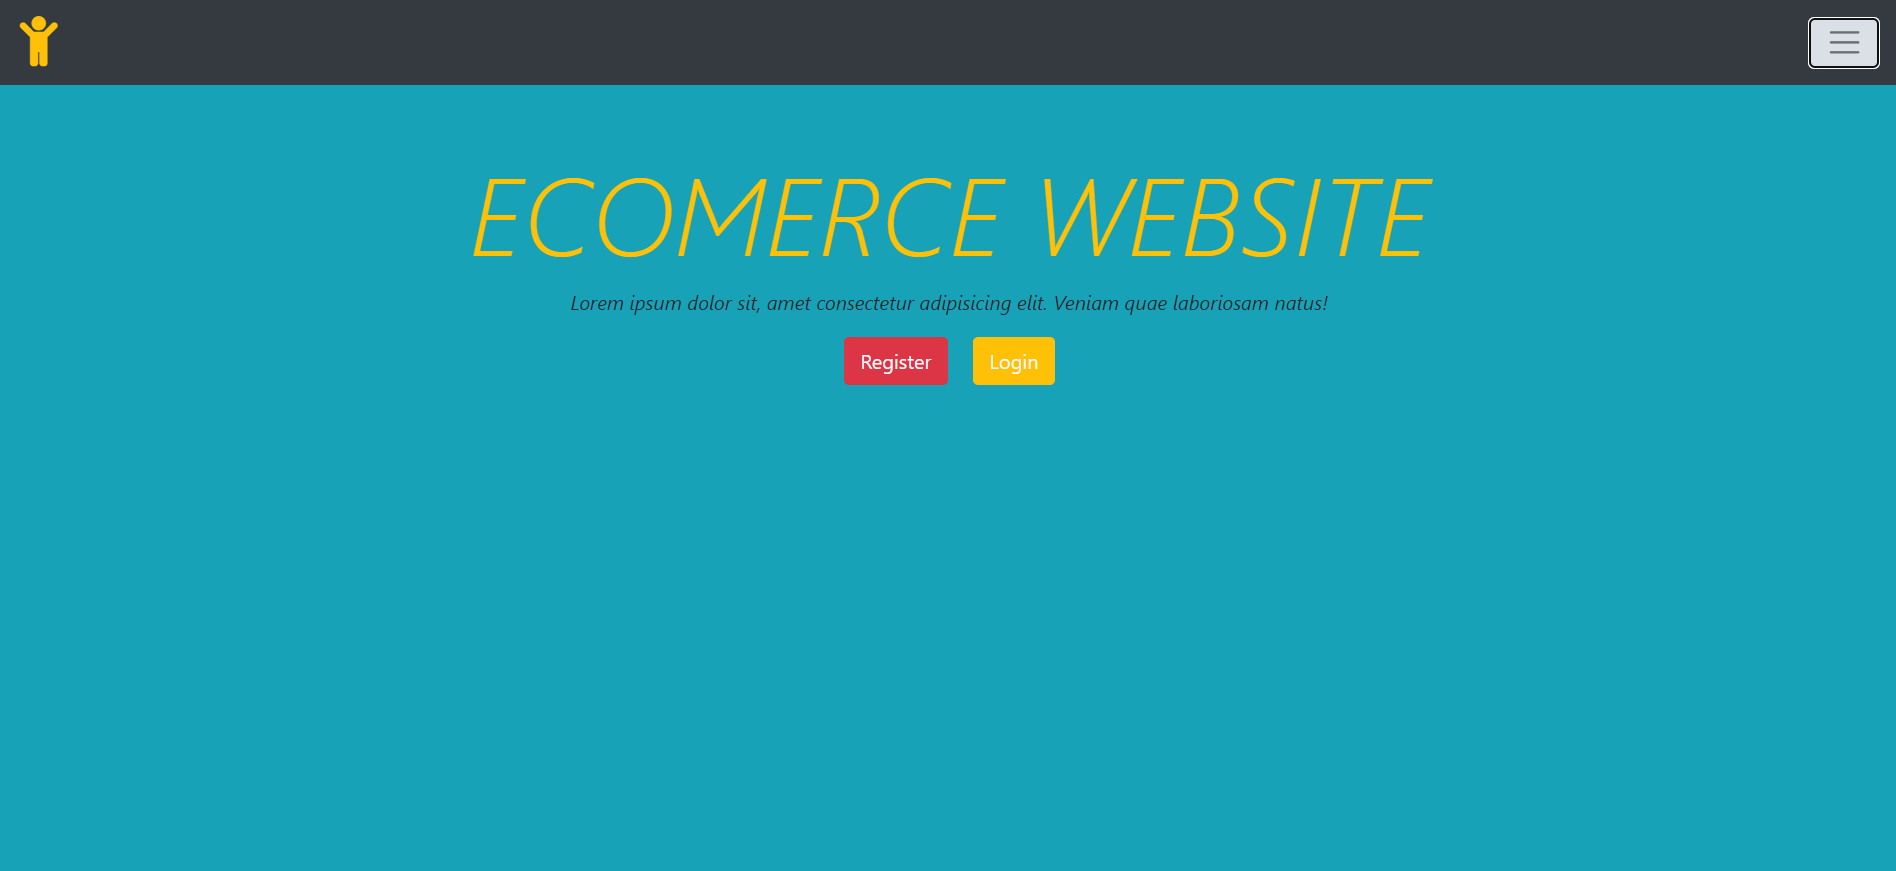 ECOMERCE WEBSITE
Lorem ipsum dolor sit, amet consectetur adipisicing elit. Veniam quae laboriosam natus!
Register Login